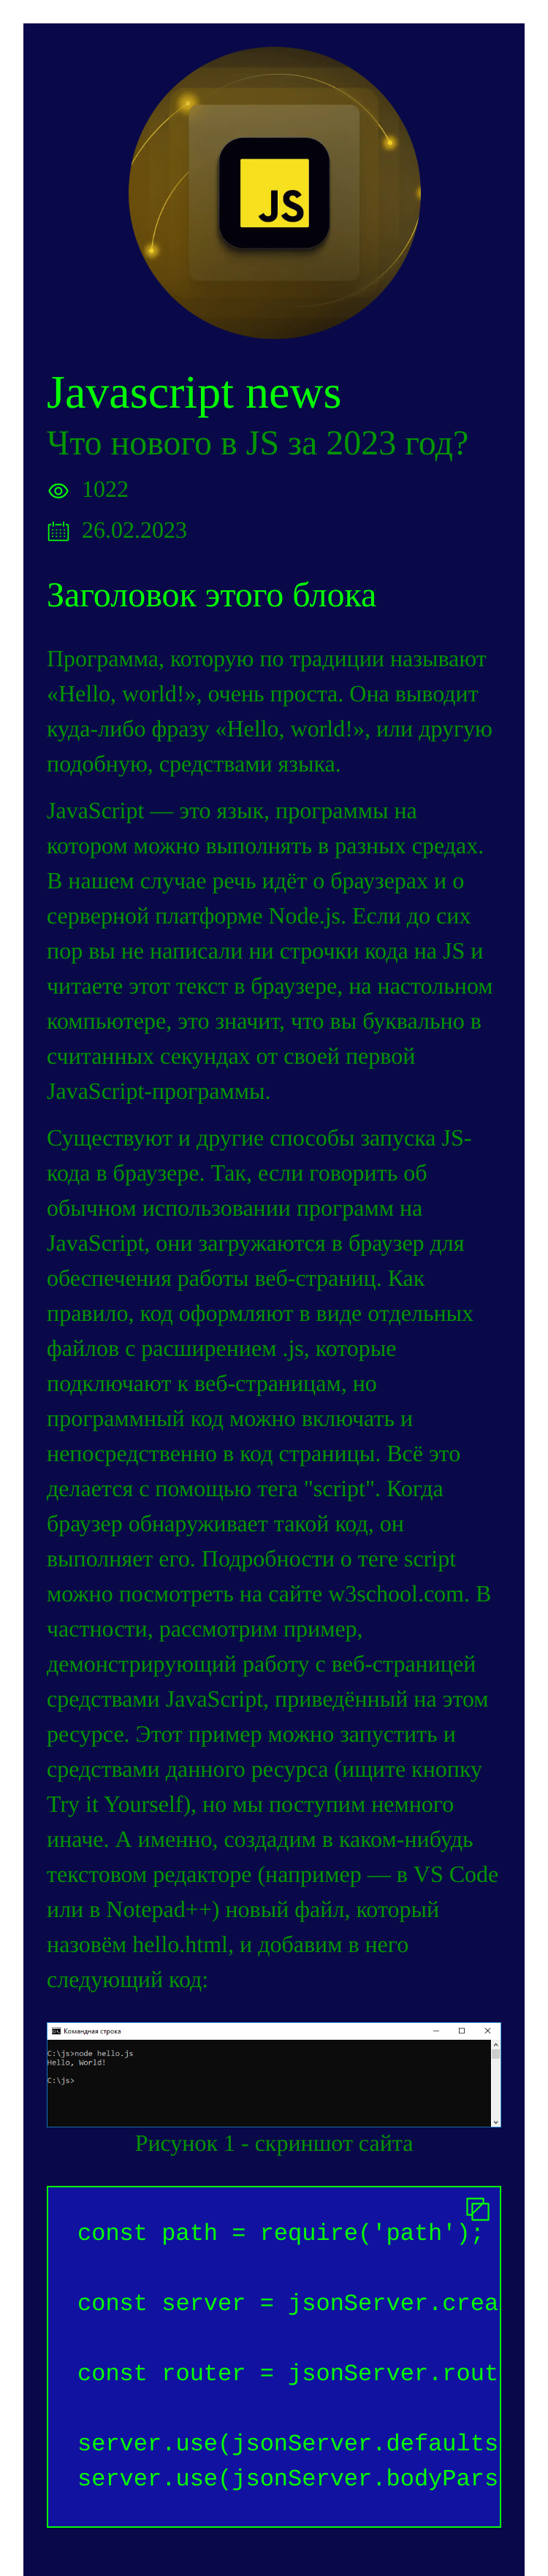 JS
Javascript news
Что нового в JS за 2023 год?
1022
26.02.2023
Заголовок этого блока
Программа, которую по традиции называют
«Hello, world!», очень проста. Она выводит
куда-либо фразу «Hello, world!», или другую
подобную, средствами языка.
JavaScript — это язык, программы на
котором можно выполнять в разных средах.
В нашем случае речь идёт о браузерах и о
серверной платформе Node.js. Если до сих
пор вы не написали ни строчки кода на JS и
читаете этот текст в браузере, на настольном
компьютере, это значит, что вы буквально в
считанных секундах от своей первой
JavaScript-программы.
Существуют и другие способы запуска JS-
кода в браузере. Так, если говорить об
обычном использовании программ на
JavaScript, они загружаются в браузер для
обеспечения работы веб-страниц. Как
правило, код оформляют в виде отдельных
файлов с расширением .js, которые
подключают к веб-страницам, но
программный код можно включать и
непосредственно в код страницы. Всё это
делается с помощью тега "script". Когда
браузер обнаруживает такой код, он
выполняет его. Подробности о теге script
можно посмотреть на сайте w3school.com. В
частности, рассмотрим пример,
демонстрирующий работу с веб-страницей
средствами JavaScript, приведённый на этом
ресурсе. Этот пример можно запустить и
средствами данного ресурса (ищите кнопку
Try it Yourself), но мы поступим немного
иначе. А именно, создадим в каком-нибудь
текстовом редакторе (например — в VS Code
или в Notepad++) новый файл, который
назовём hello.html, и добавим в него
следующий код:
Командная строка
C:\js>node hello.js
Hello, World!
C:\js>
Рисунок 1 - скриншот сайта
const path = require('path');
const server = jsonServer.crea
const router = jsonServer.rout
server.use(jsonServer.defaults
server.use(jsonServer.bodyPars